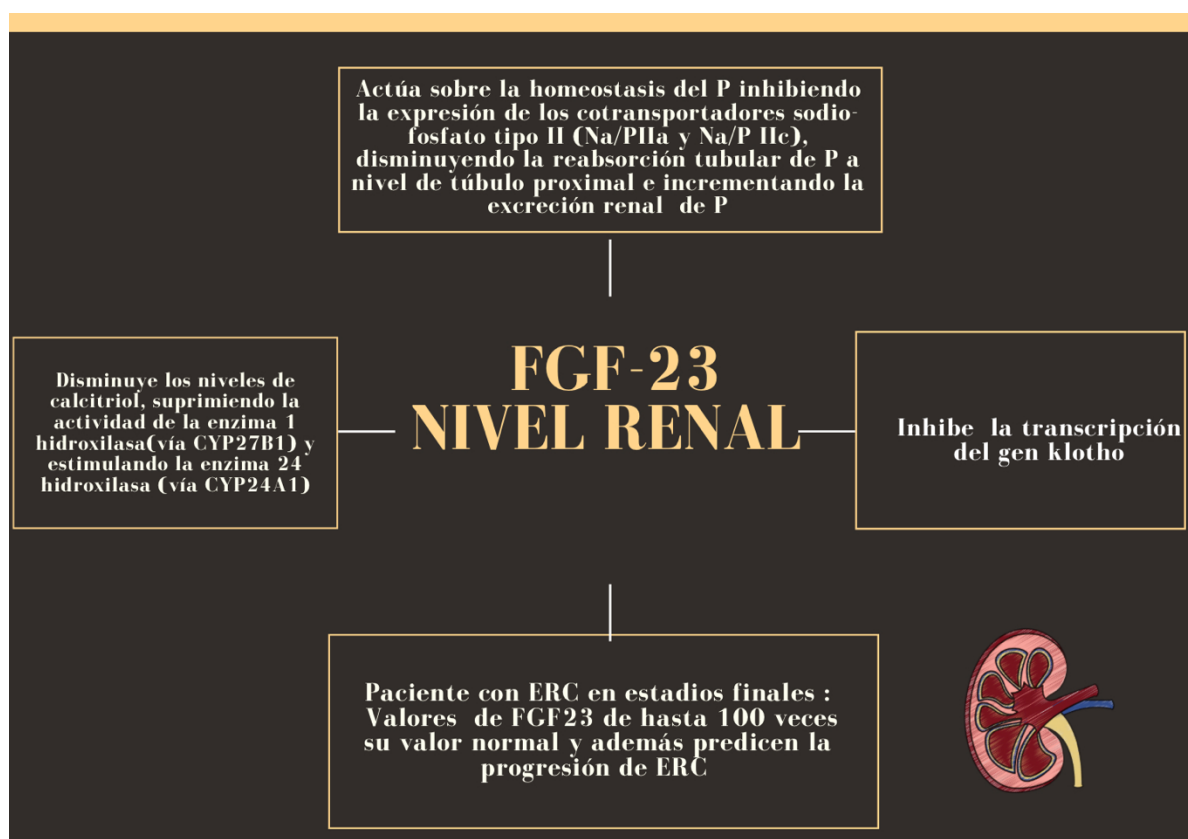 Actúa sobre la homeostasis del P inhibiendo
la expresión de los cotransportadores sodio-
fosfato tipo II (Na/PIIa y Na/P IIc),
disminuyendo la reabsorción tubular de P a
nivel de túbulo proximal e incrementando la
excreción renal de P
Disminuye los niveles de
calcitriol, suprimiendo la
actividad de la enzima 1
hidroxilasa(vía CYP27B1) y
estimulando la enzima 24
hidroxilasa (vía CYP24A1)
FGF-23
NIVEL RENAL
Inhibe la transcripción
del gen klotho
Paciente con ERC en estadios finales :
Valores de FGF23 de hasta 100 veces
su valor normal y además predicen la
progresión de ERC